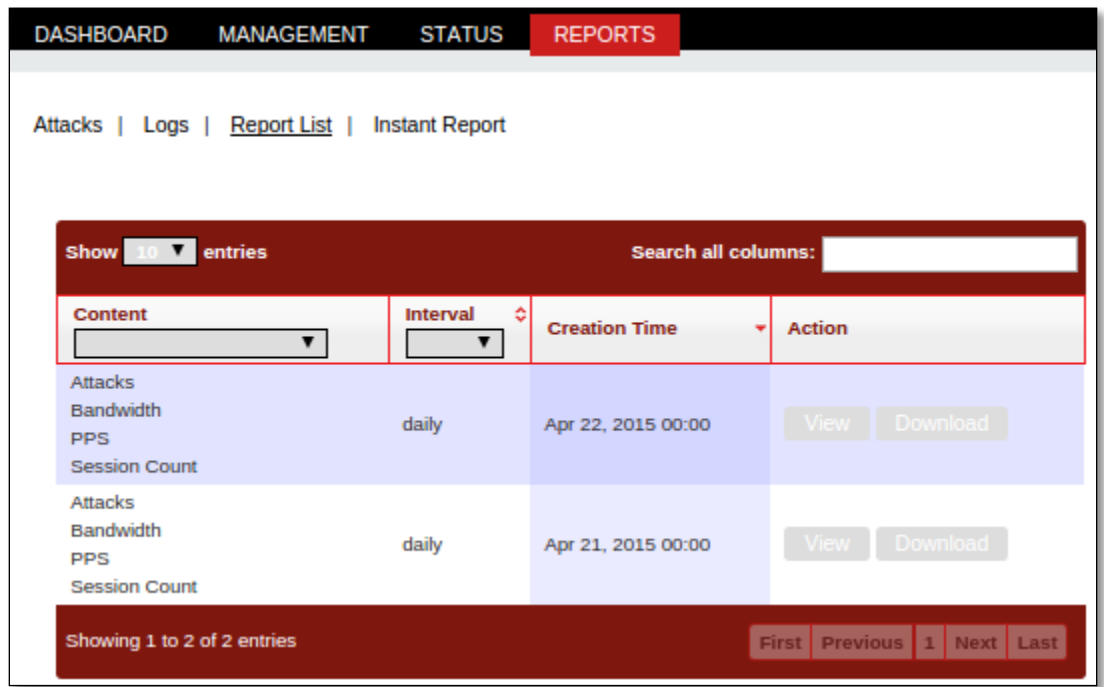 DASHBOARD MANAGEMENT STATUS REPORTS
Attacks | Logs | Report List | Instant Report
Show 10 entries Search all columns:
Content Interval Creation Time Action
Attacks
Bandwidth
PPS
Session Count
daily Apr 22, 2015 00:00 View Download
Attacks
Bandwidth
PPS
Session Count
daily Apr 21, 2015 00:00 View Download
Showing 1 to 2 of 2 entries First Previous 1 Next Last